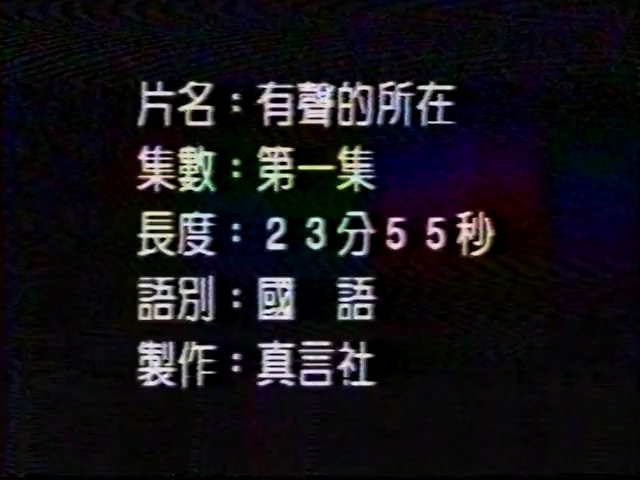 片名：有聲的所在
集數：第一集
長度：２３分５５秒
語別：國　語
製作：真言社